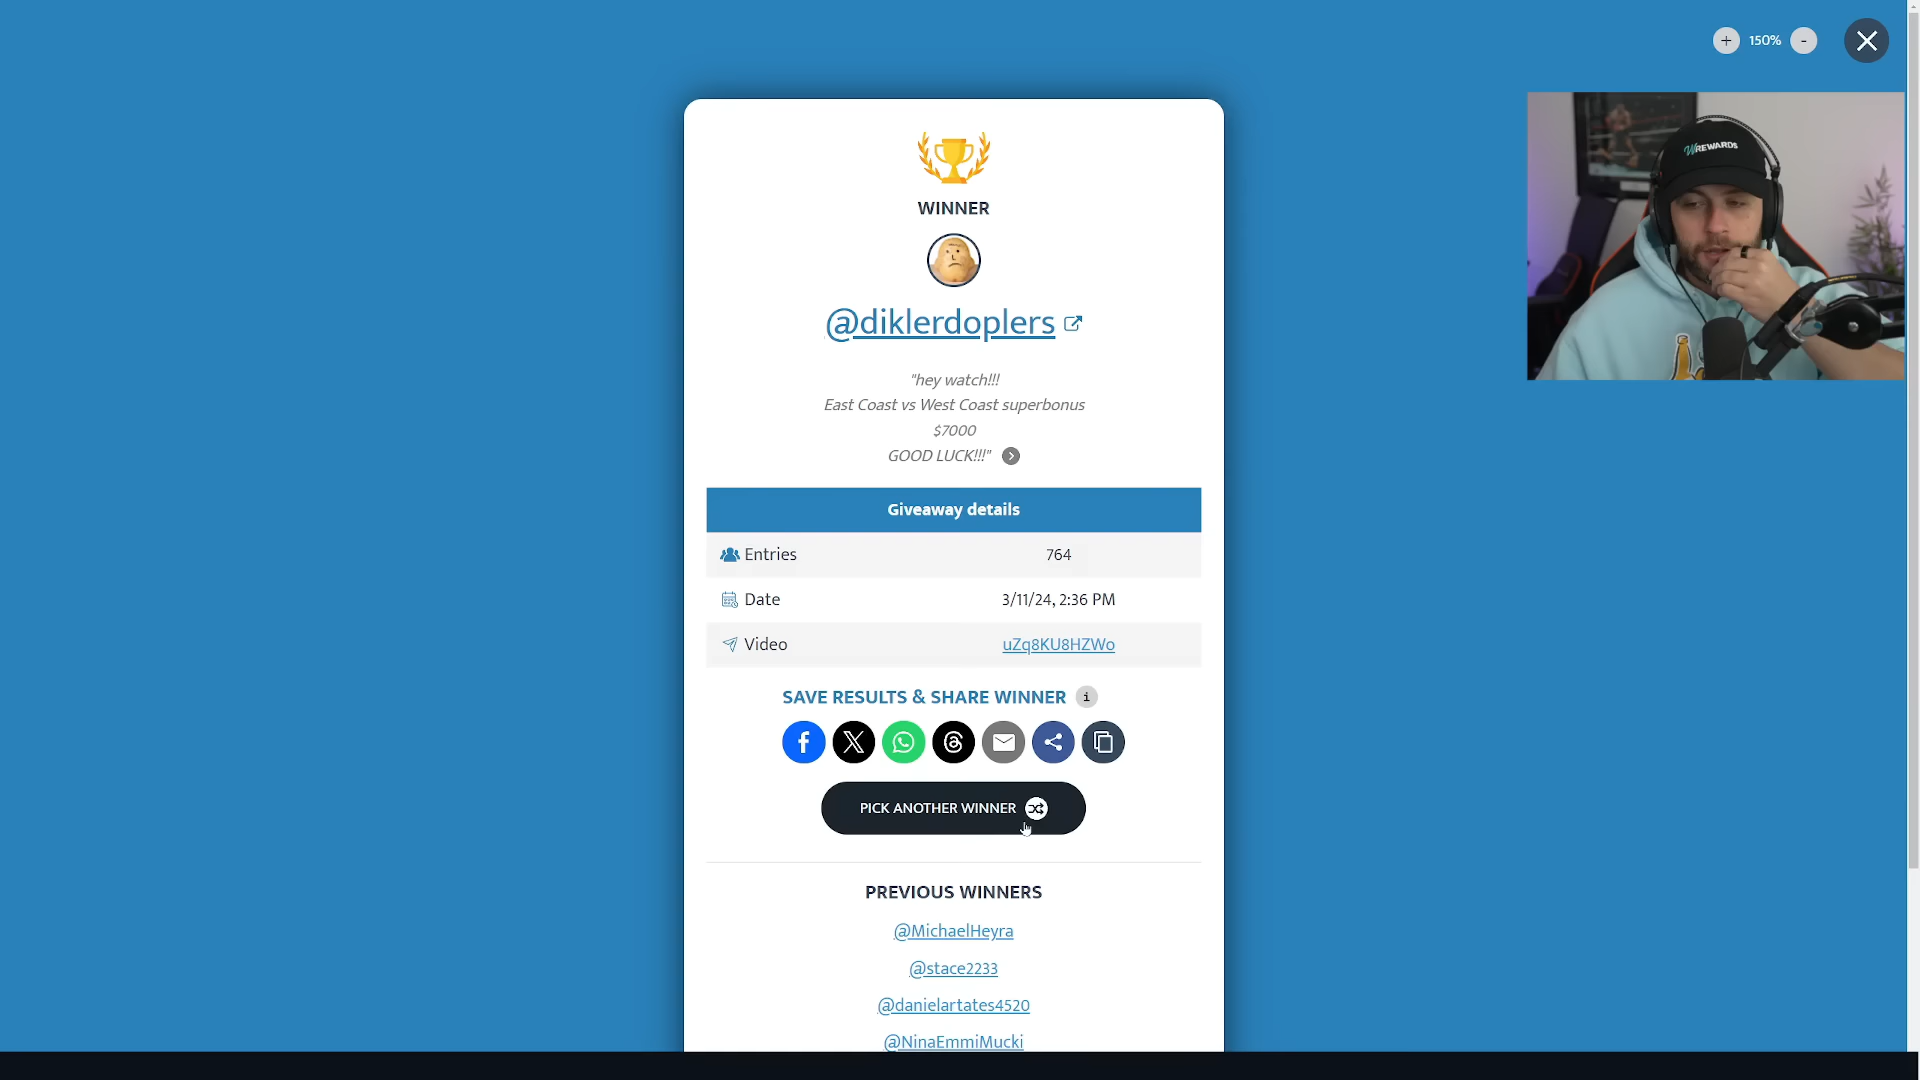 + 150% -
WREWARDS
WINNER
@diklerdoplers
"hey watch!!!
East Coast vs West Coast superbonus
$7000
GOOD LUCK!!!"
Giveaway details
Entries 764
Date 3/11/24, 2:36 PM
Video uZq8KU8HZWo
SAVE RESULTS & SHARE WINNER i
PICK ANOTHER WINNER
PREVIOUS WINNERS
@MichaelHeyra
@stace2233
@danielartates4520
@NinaEmmiMucki